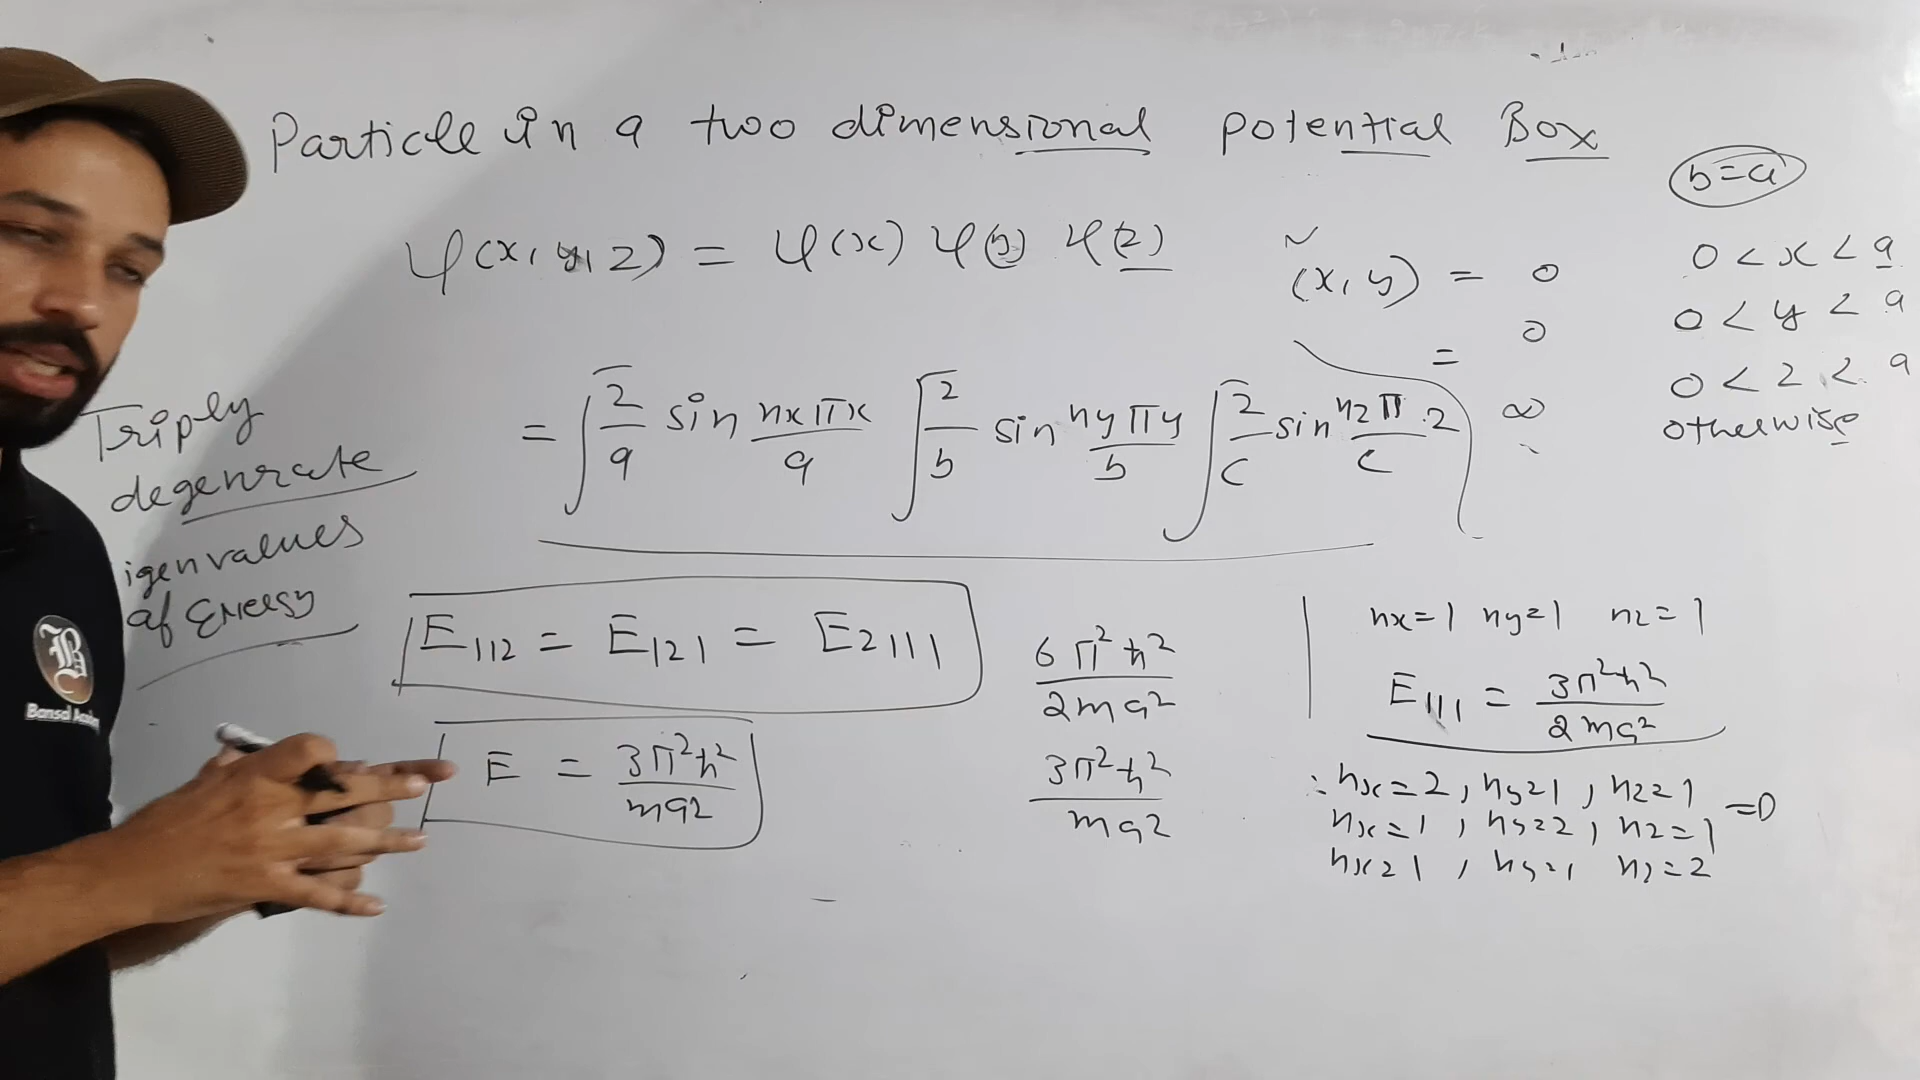 Particle in a two dimensional potential Box
b=a
ψ(x, y, z) = ψ(x) ψ(y) ψ(z)
(x, y) = 0
0 < x < a
= 0
0 < y < a
∞
0 < z < a
otherwise
= √2/a sin nxπx/a √2/b sin nyπy/b √2/c sin nzπ.z/c
Triply
degenrate
igenvalues
of Energy
E112 = E121 = E2111
6π²ħ²/2ma²
nx=1 ny=1 nz=1
E111 = 3π²ħ²/2ma²
E = 3π²ħ²/ma2
3π²ħ²/ma2
∴ nx=2, ny=1, nz=1
nx=1, ny=2, nz=1
nx=1, ny=1 nz=2
B
Bansal